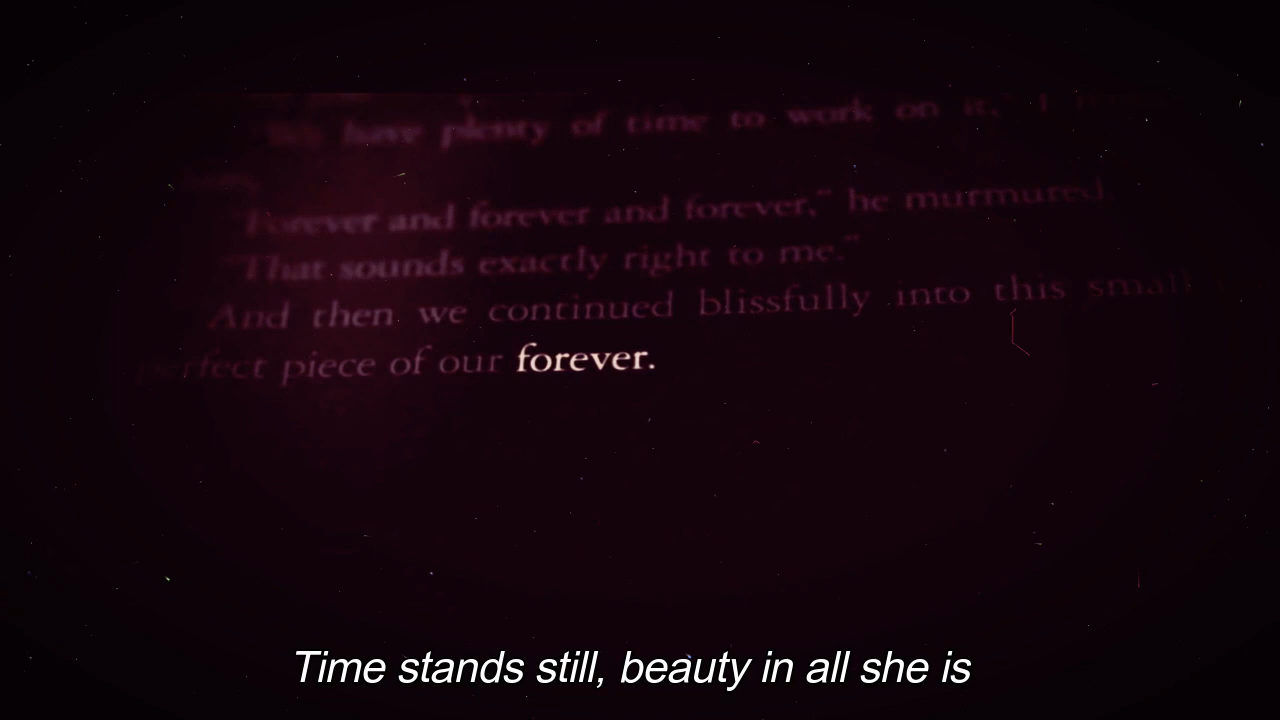 "We have plenty of time to work on it," I
"Forever and forever and forever," he murmured.
"That sounds exactly right to me."
And then we continued blissfully into this small
perfect piece of our forever.
Time stands still, beauty in all she is